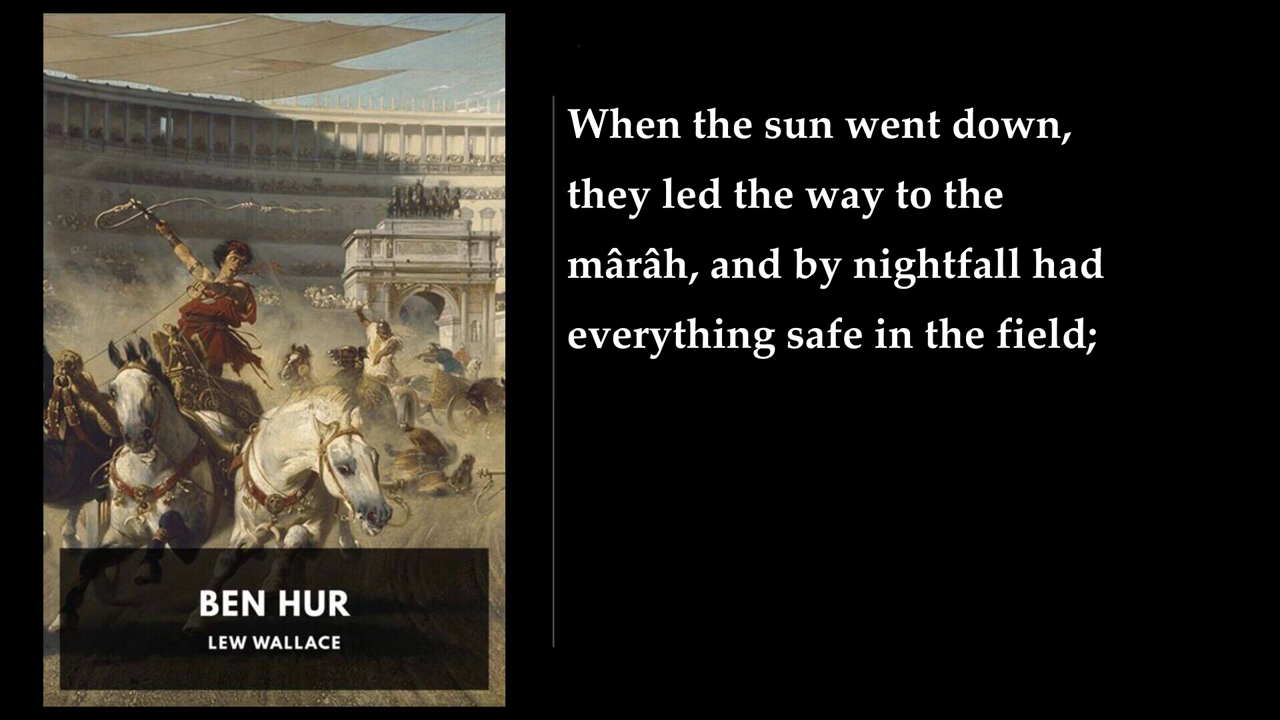 When the sun went down,
they led the way to the
mârâh, and by nightfall had
everything safe in the field;
BEN HUR
LEW WALLACE